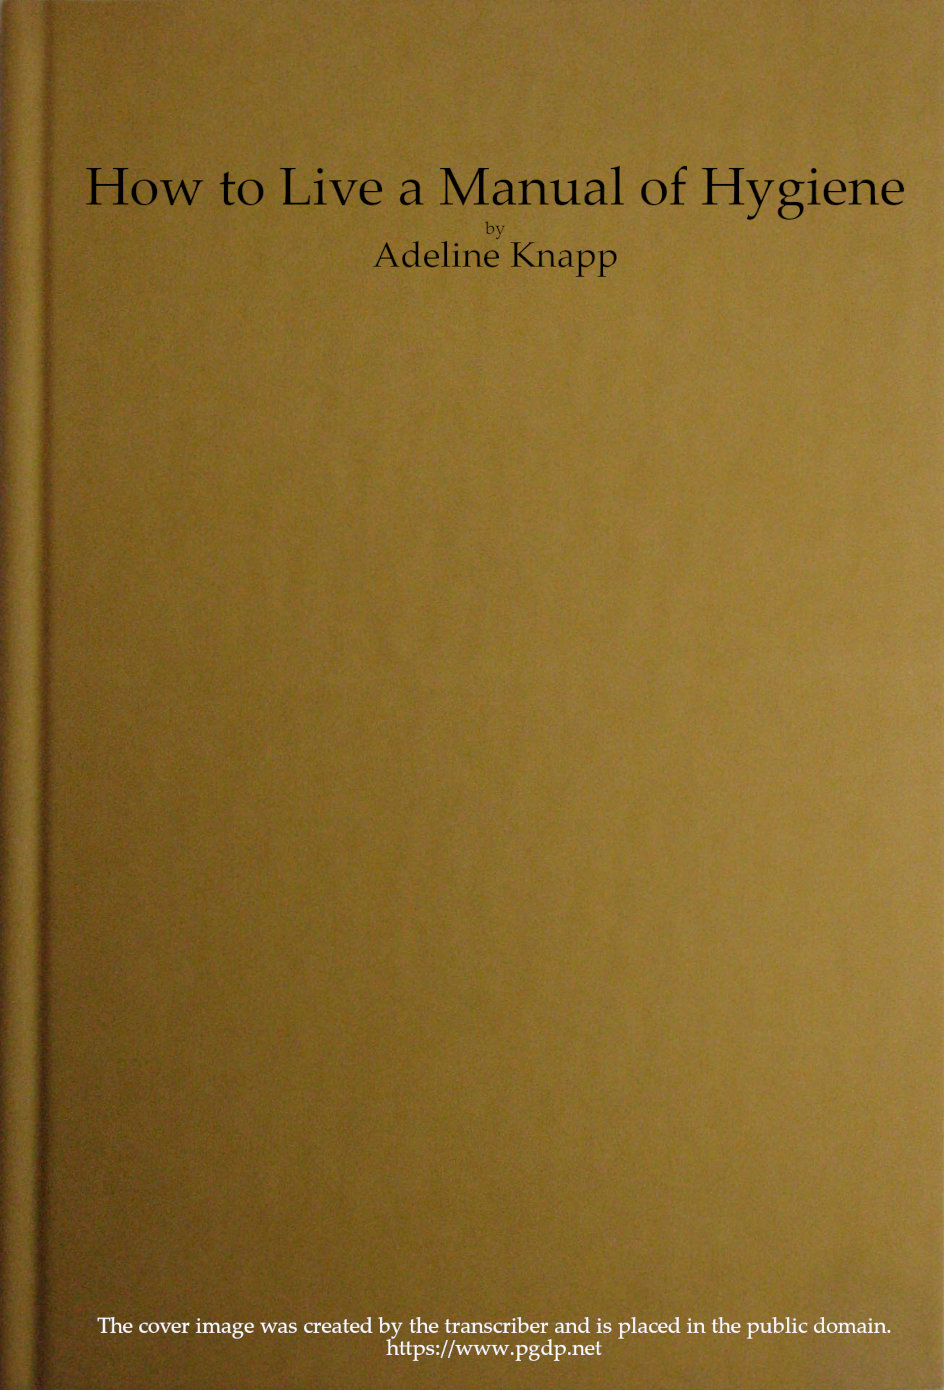 How to Live a Manual of Hygiene
by
Adeline Knapp
The cover image was created by the transcriber and is placed in the public domain.
https://www.pgdp.net